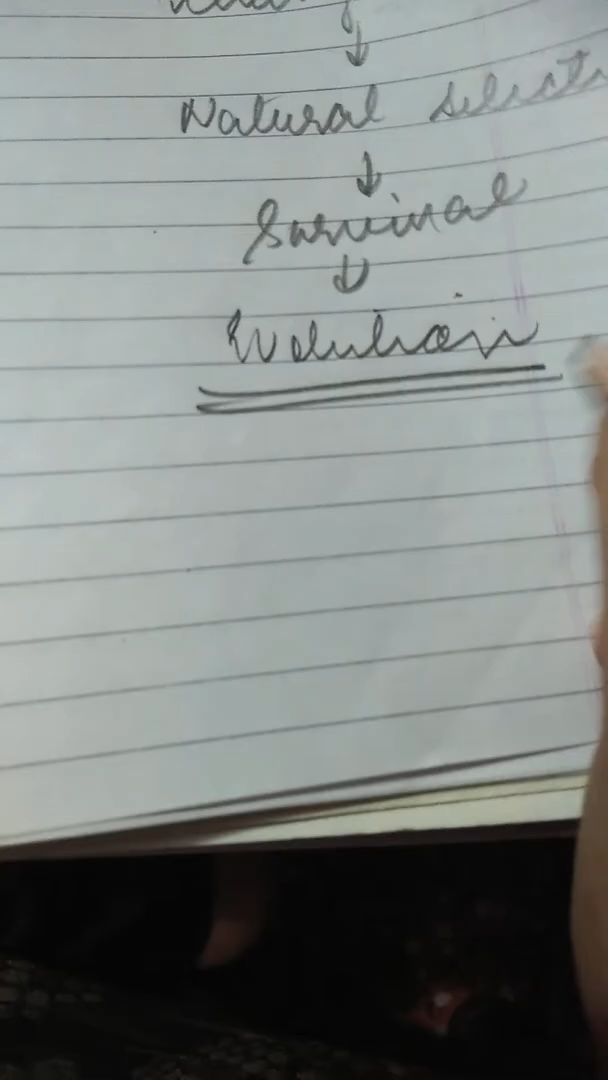 ↓
Natural
↓
Survival
↓
Evolution